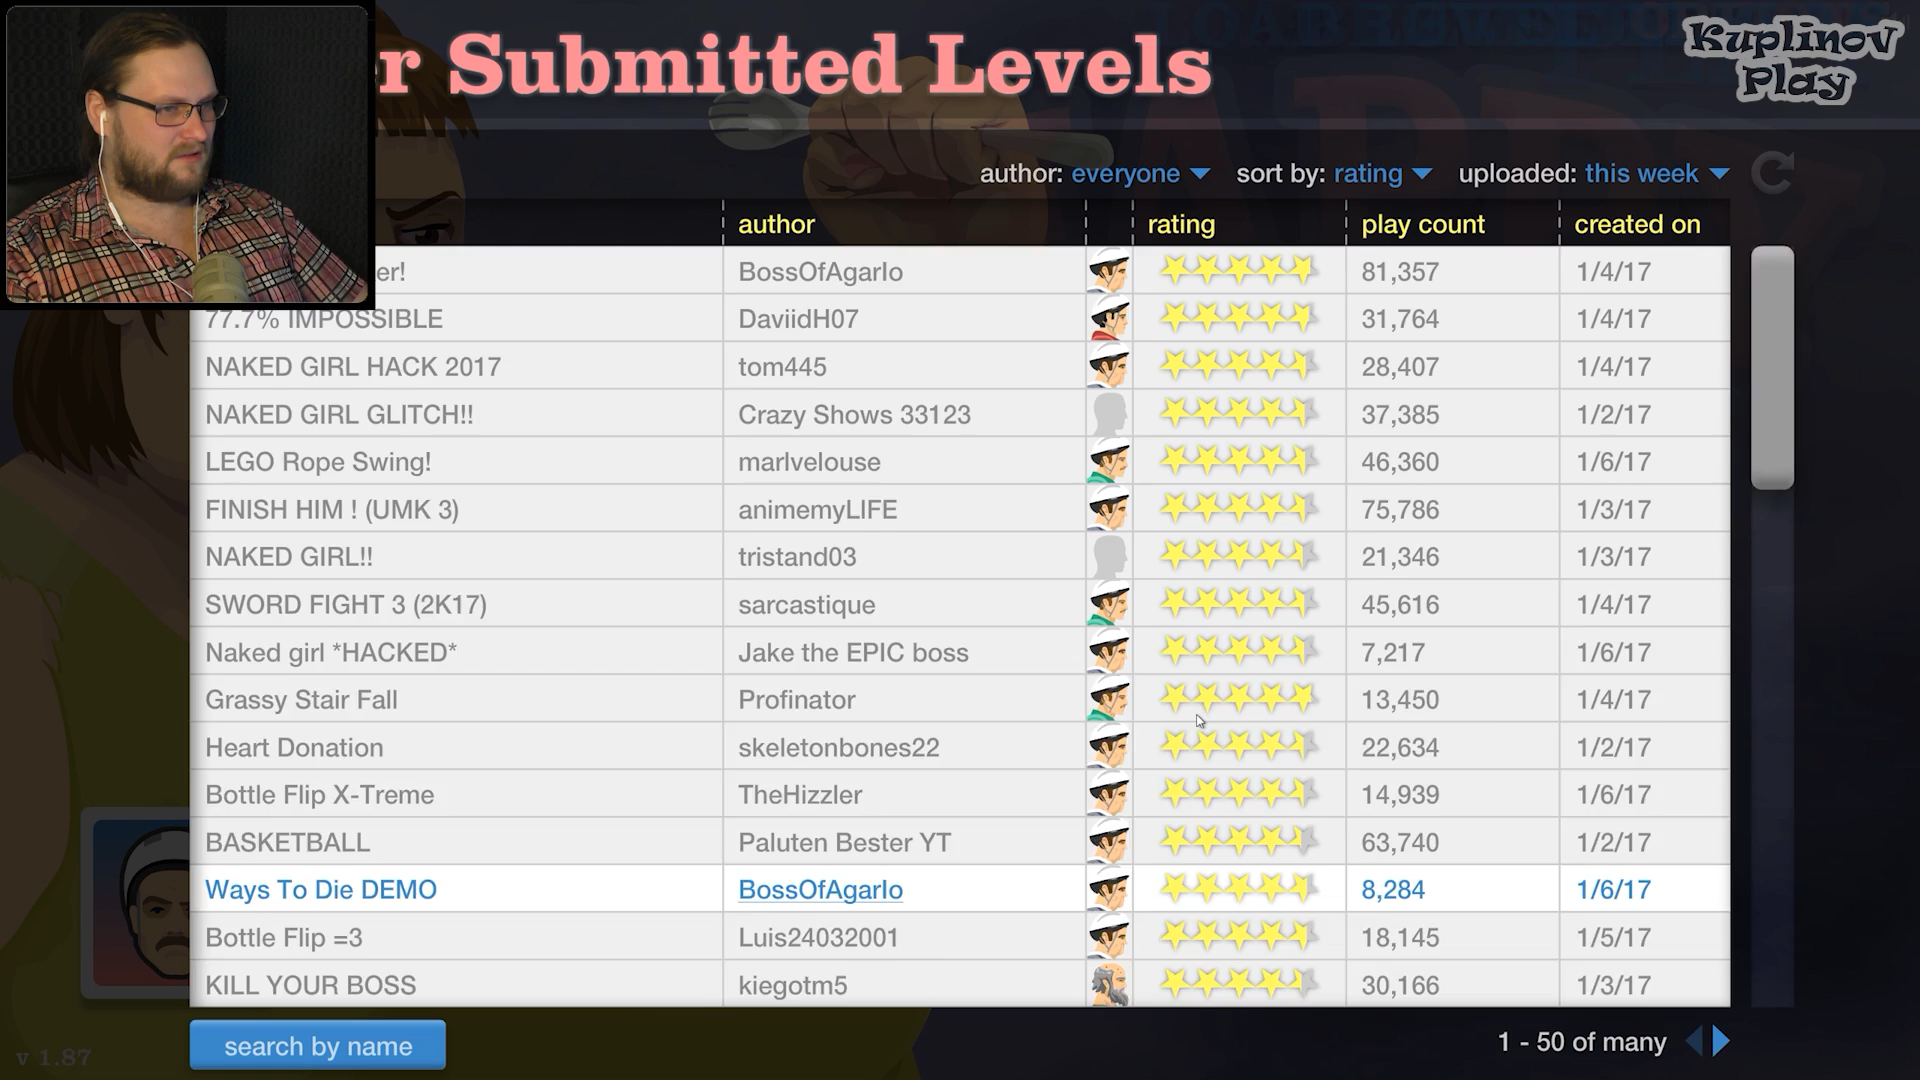 r Submitted Levels
Kuplinov
Play
author: everyone sort by: rating uploaded: this week
author rating play count created on
er! BossOfAgarIo 81,357 1/4/17
77.7% IMPOSSIBLE DaviidH07 31,764 1/4/17
NAKED GIRL HACK 2017 tom445 28,407 1/4/17
NAKED GIRL GLITCH!! Crazy Shows 33123 37,385 1/2/17
LEGO Rope Swing! marlvelouse 46,360 1/6/17
FINISH HIM ! (UMK 3) animemyLIFE 75,786 1/3/17
NAKED GIRL!! tristand03 21,346 1/3/17
SWORD FIGHT 3 (2K17) sarcastique 45,616 1/4/17
Naked girl *HACKED* Jake the EPIC boss 7,217 1/6/17
Grassy Stair Fall Profinator 13,450 1/4/17
Heart Donation skeletonbones22 22,634 1/2/17
Bottle Flip X-Treme TheHizzler 14,939 1/6/17
BASKETBALL Paluten Bester YT 63,740 1/2/17
Ways To Die DEMO BossOfAgarIo 8,284 1/6/17
Bottle Flip =3 Luis24032001 18,145 1/5/17
KILL YOUR BOSS kiegotm5 30,166 1/3/17
search by name
1 - 50 of many
v 1.87